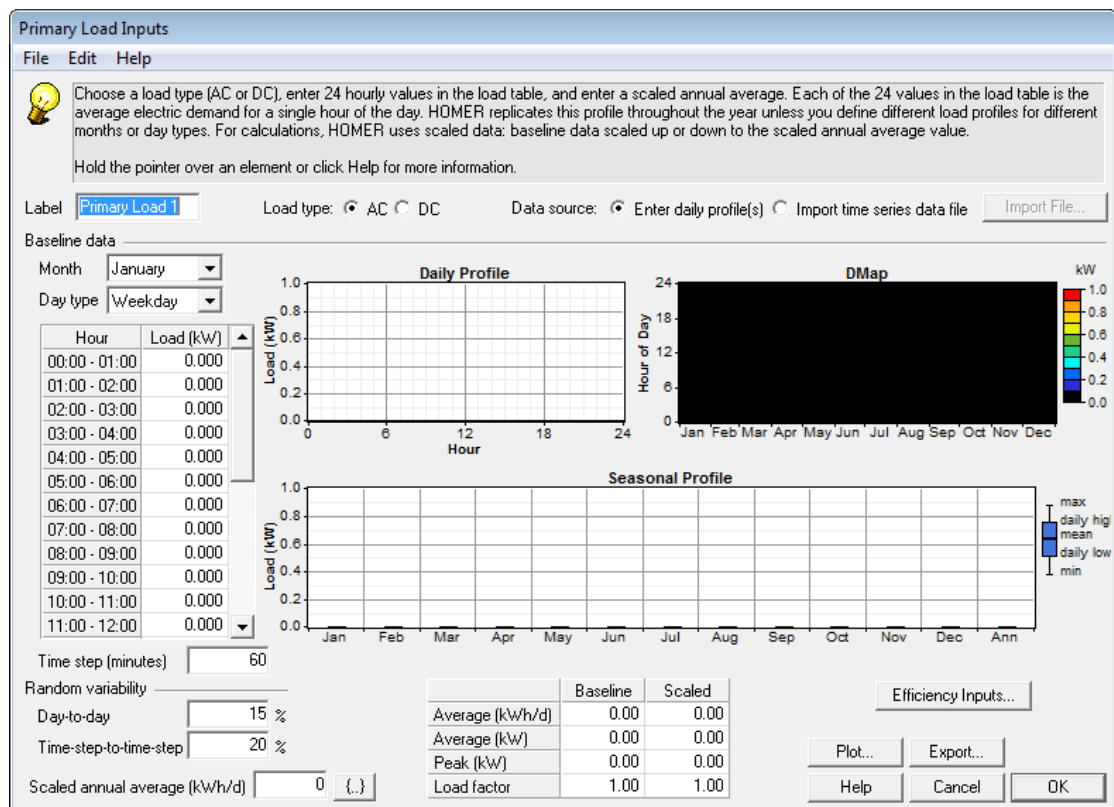 Primary Load Inputs
File Edit Help
Choose a load type (AC or DC), enter 24 hourly values in the load table, and enter a scaled annual average. Each of the 24 values in the load table is the
average electric demand for a single hour of the day. HOMER replicates this profile throughout the year unless you define different load profiles for different
months or day types. For calculations, HOMER uses scaled data: baseline data scaled up or down to the scaled annual average value.
Hold the pointer over an element or click Help for more information.
Label Primary Load 1 Load type: AC DC Data source: Enter daily profile(s) Import time series data file Import File...
Baseline data
Month January
Day type Weekday
Hour Load (kW)
00:00 - 01:00 0.000
01:00 - 02:00 0.000
02:00 - 03:00 0.000
03:00 - 04:00 0.000
04:00 - 05:00 0.000
05:00 - 06:00 0.000
06:00 - 07:00 0.000
07:00 - 08:00 0.000
08:00 - 09:00 0.000
09:00 - 10:00 0.000
10:00 - 11:00 0.000
11:00 - 12:00 0.000
Daily Profile
Load (kW)
1.0
0.8
0.6
0.4
0.2
0.0
0 6 12 18 24
Hour
DMap
Hour of Day
24
18
12
6
0
Jan Feb Mar Apr May Jun Jul Aug Sep Oct Nov Dec
kW
1.0
0.8
0.6
0.4
0.2
0.0
Seasonal Profile
Load (kW)
1.0
0.8
0.6
0.4
0.2
0.0
Jan Feb Mar Apr May Jun Jul Aug Sep Oct Nov Dec Ann
max
daily hig
mean
daily low
min
Time step (minutes) 60
Random variability
Day-to-day 15 %
Time-step-to-time-step 20 %
Scaled annual average (kWh/d) 0 {..}
Baseline Scaled
Average (kWh/d) 0.00 0.00
Average (kW) 0.00 0.00
Peak (kW) 0.00 0.00
Load factor 1.00 1.00
Efficiency Inputs...
Plot... Export...
Help Cancel OK